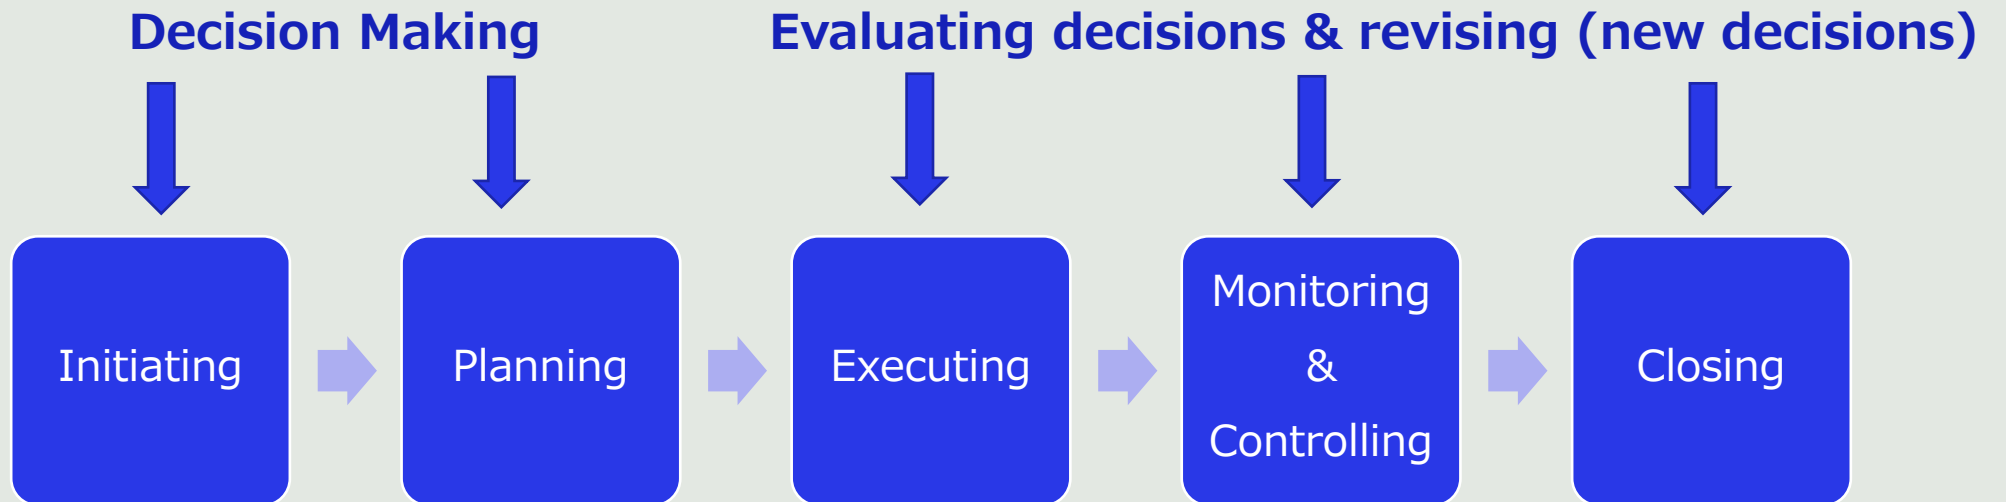 Decision Making
Evaluating decisions & revising (new decisions)
Initiating
Planning
Executing
Monitoring
&
Controlling
Closing